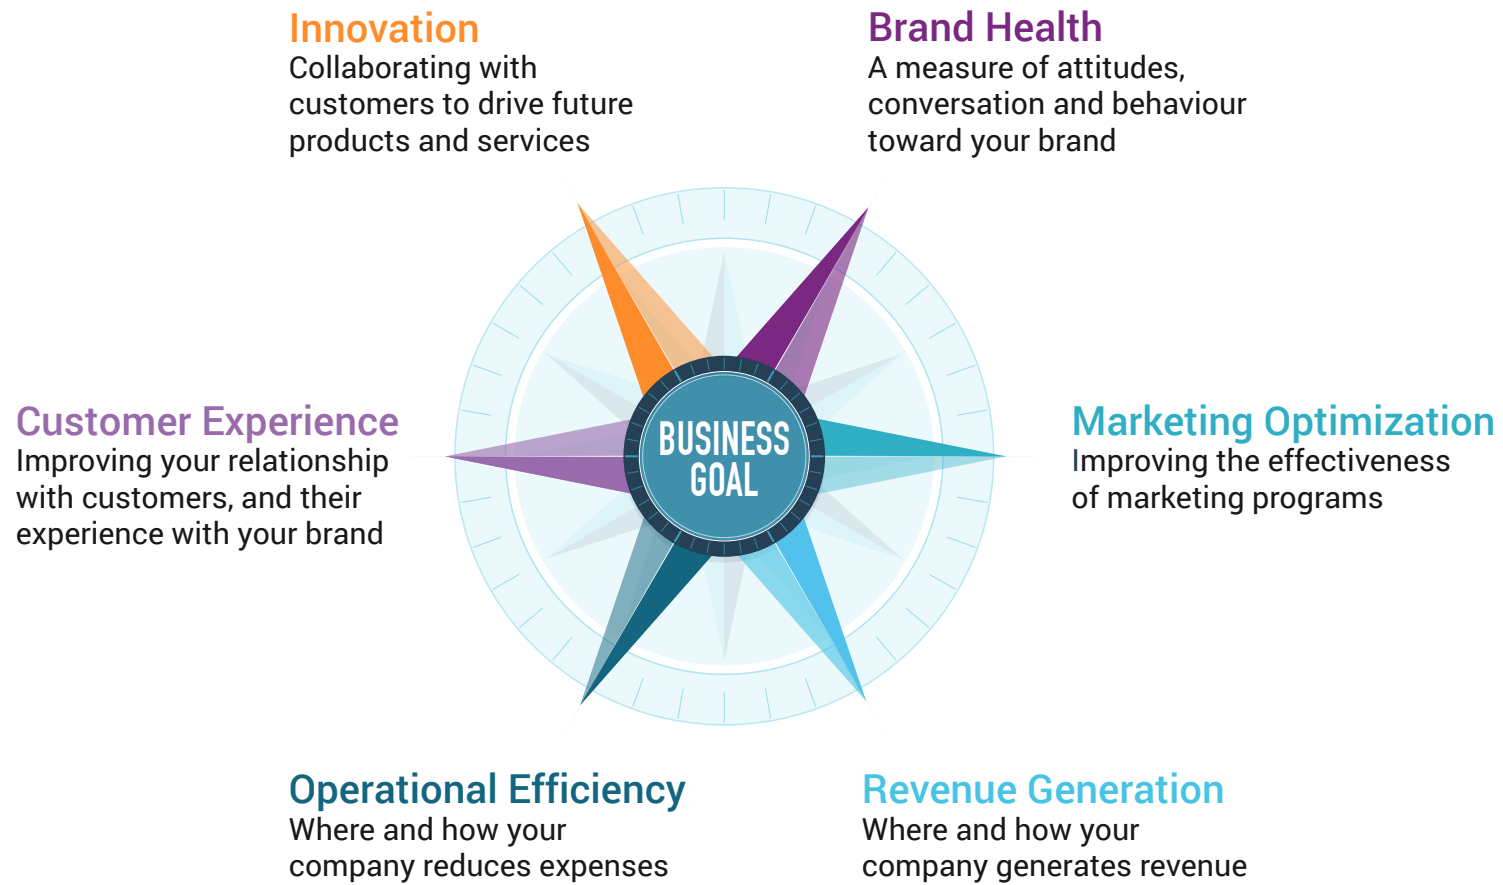 Innovation
Collaborating with
customers to drive future
products and services
Brand Health
A measure of attitudes,
conversation and behaviour
toward your brand
Customer Experience
Improving your relationship
with customers, and their
experience with your brand
BUSINESS
GOAL
Marketing Optimization
Improving the effectiveness
of marketing programs
Operational Efficiency
Where and how your
company reduces expenses
Revenue Generation
Where and how your
company generates revenue